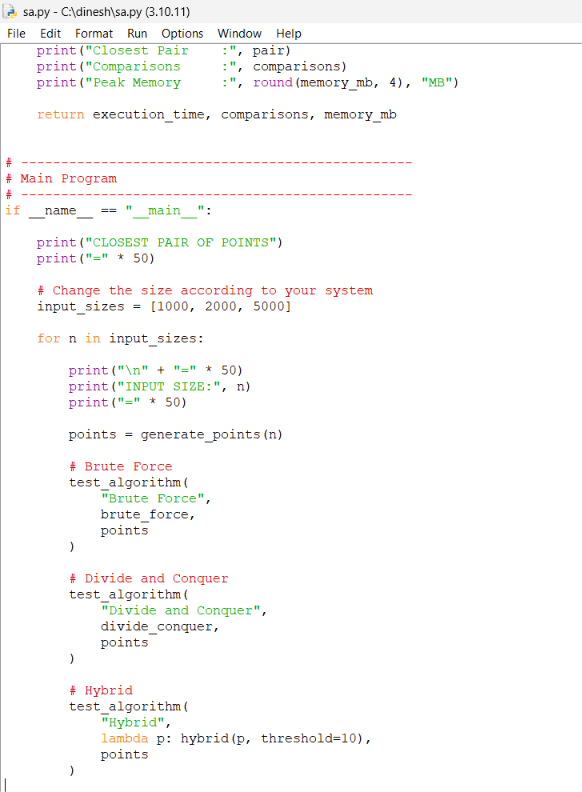 sa.py - C:\dinesh\sa.py (3.10.11)
File Edit Format Run Options Window Help
    print("Closest Pair    :", pair)
    print("Comparisons     :", comparisons)
    print("Peak Memory     :", round(memory_mb, 4), "MB")

    return execution_time, comparisons, memory_mb


# -------------------------------------------------
# Main Program
# -------------------------------------------------
if __name__ == "__main__":

    print("CLOSEST PAIR OF POINTS")
    print("=" * 50)

    # Change the size according to your system
    input_sizes = [1000, 2000, 5000]

    for n in input_sizes:

        print("\n" + "=" * 50)
        print("INPUT SIZE:", n)
        print("=" * 50)

        points = generate_points(n)

        # Brute Force
        test_algorithm(
            "Brute Force",
            brute_force,
            points
        )

        # Divide and Conquer
        test_algorithm(
            "Divide and Conquer",
            divide_conquer,
            points
        )

        # Hybrid
        test_algorithm(
            "Hybrid",
            lambda p: hybrid(p, threshold=10),
            points
        )